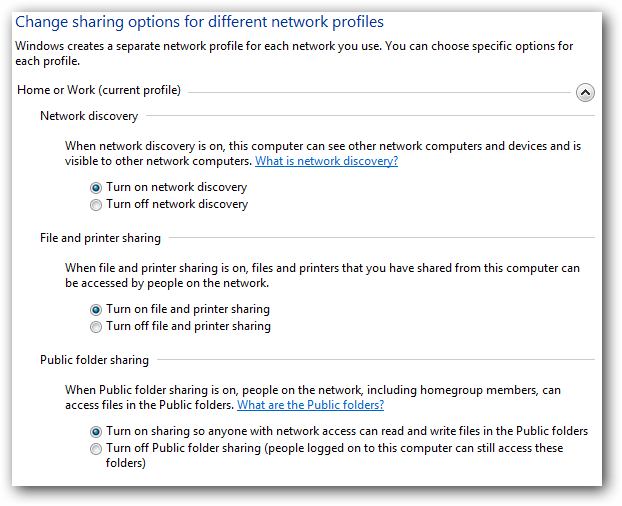 Change sharing options for different network profiles
Windows creates a separate network profile for each network you use. You can choose specific options for
each profile.
Home or Work (current profile)
Network discovery
When network discovery is on, this computer can see other network computers and devices and is
visible to other network computers. What is network discovery?
Turn on network discovery
Turn off network discovery
File and printer sharing
When file and printer sharing is on, files and printers that you have shared from this computer can
be accessed by people on the network.
Turn on file and printer sharing
Turn off file and printer sharing
Public folder sharing
When Public folder sharing is on, people on the network, including homegroup members, can
access files in the Public folders. What are the Public folders?
Turn on sharing so anyone with network access can read and write files in the Public folders
Turn off Public folder sharing (people logged on to this computer can still access these
folders)